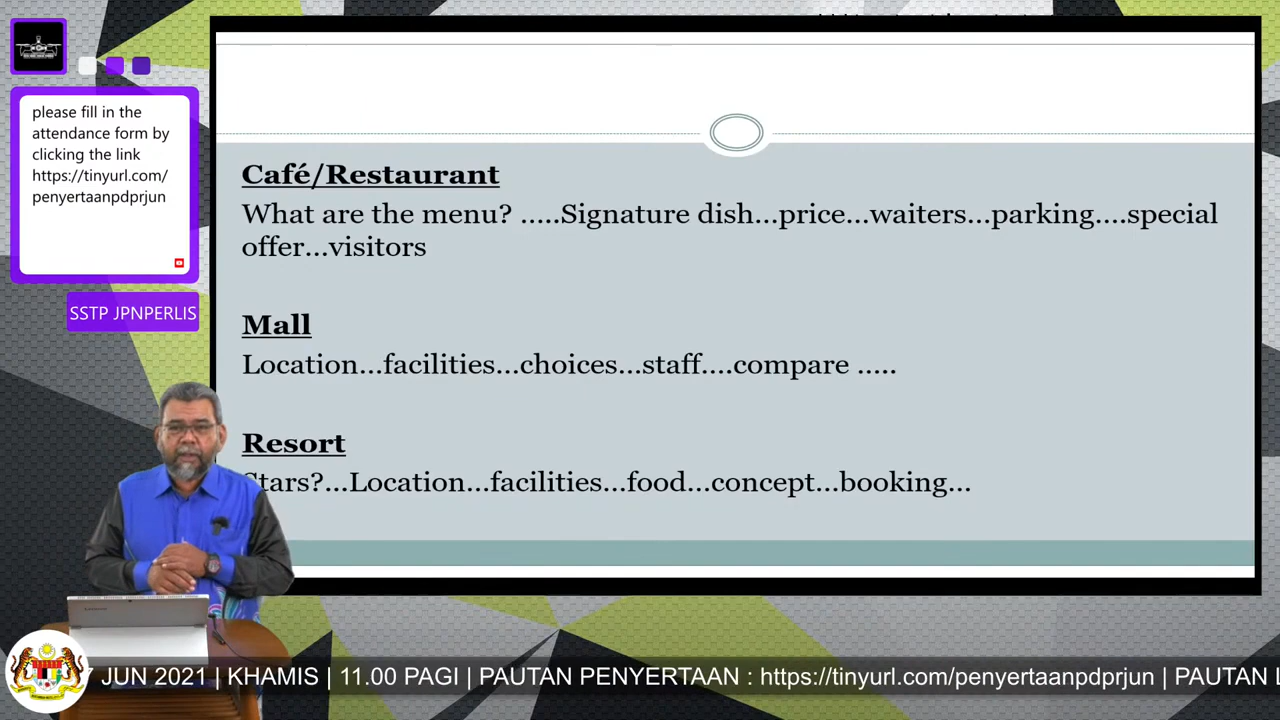 please fill in the
attendance form by
clicking the link
https://tinyurl.com/
penyertaanpdprjun
SSTP JPNPERLIS
Café/Restaurant
What are the menu? .....Signature dish...price...waiters...parking....special
offer...visitors
Mall
Location...facilities...choices...staff....compare .....
Resort
Stars?...Location...facilities...food...concept...booking...
7 JUN 2021 | KHAMIS | 11.00 PAGI | PAUTAN PENYERTAAN : https://tinyurl.com/penyertaanpdprjun | PAUTAN